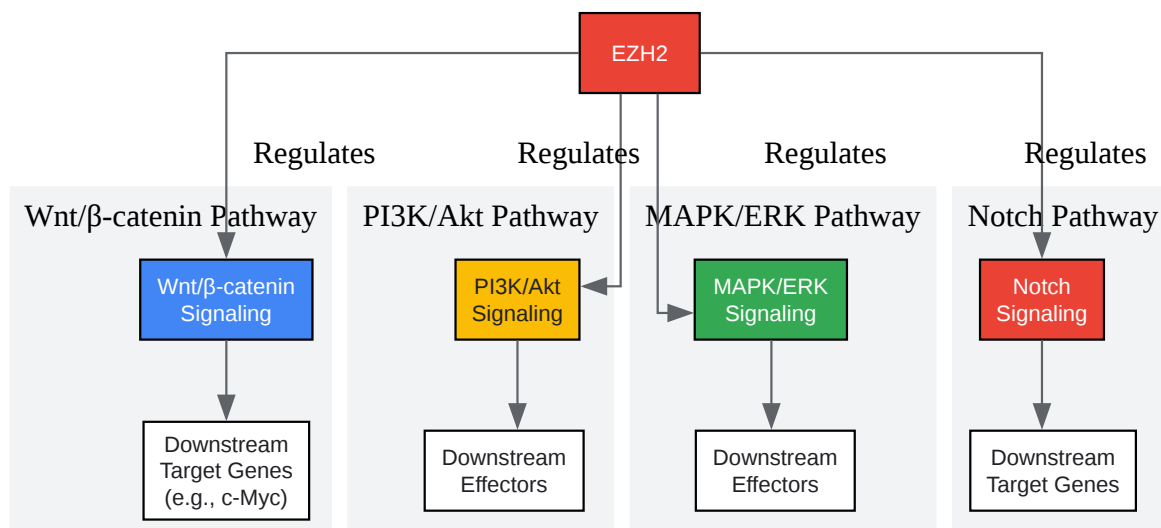 EZH2
Regulates
Regulates
Regulates
Regulates
Wnt/β-catenin Pathway
PI3K/Akt Pathway
MAPK/ERK Pathway
Notch Pathway
Wnt/β-catenin
Signaling
PI3K/Akt
Signaling
MAPK/ERK
Signaling
Notch
Signaling
Downstream
Target Genes
(e.g., c-Myc)
Downstream
Effectors
Downstream
Effectors
Downstream
Target Genes